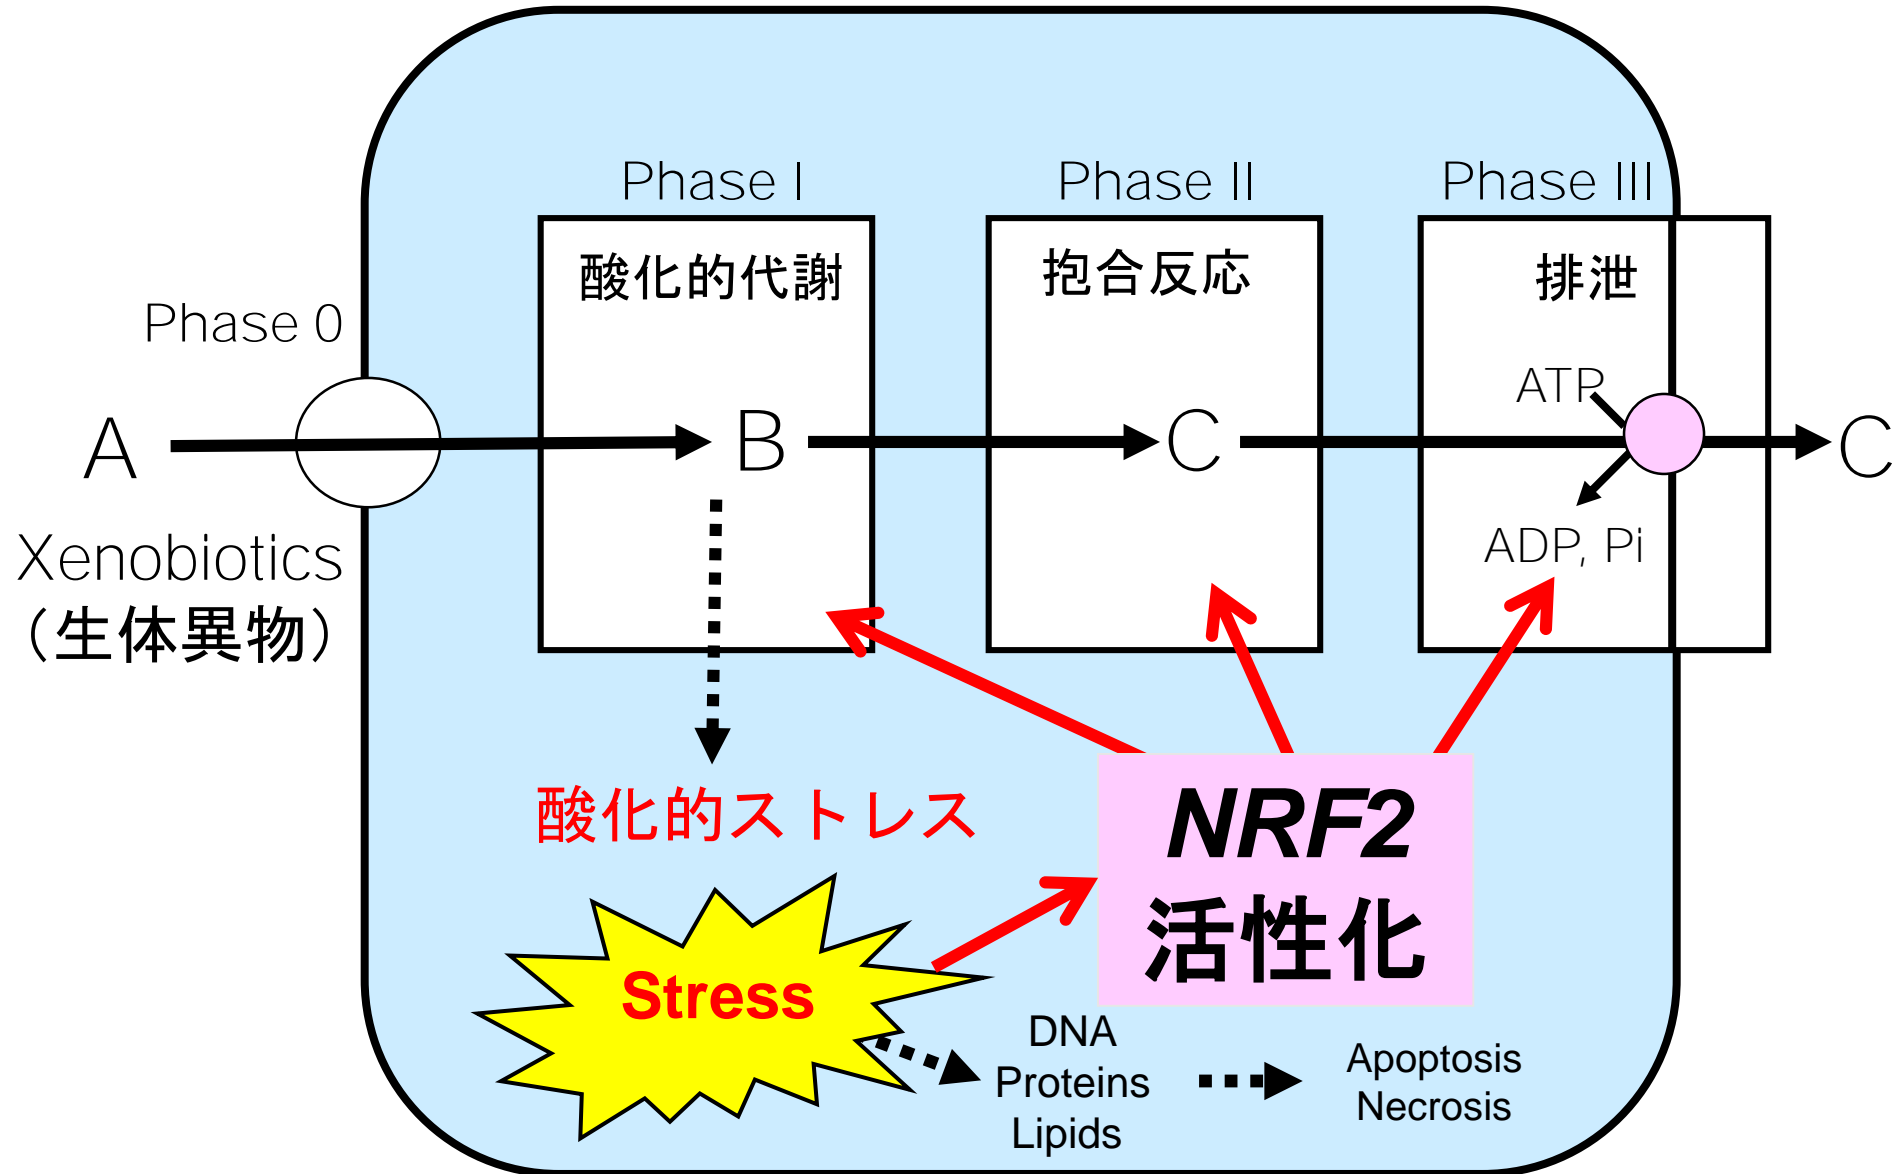 Phase I
Phase II
Phase III
酸化的代謝
抱合反応
排泄
Phase 0
ATP
A
B
C
C
ADP, Pi
Xenobiotics
（生体異物）
酸化的ストレス
NRF2
活性化
Stress
DNA
Proteins
Lipids
Apoptosis
Necrosis